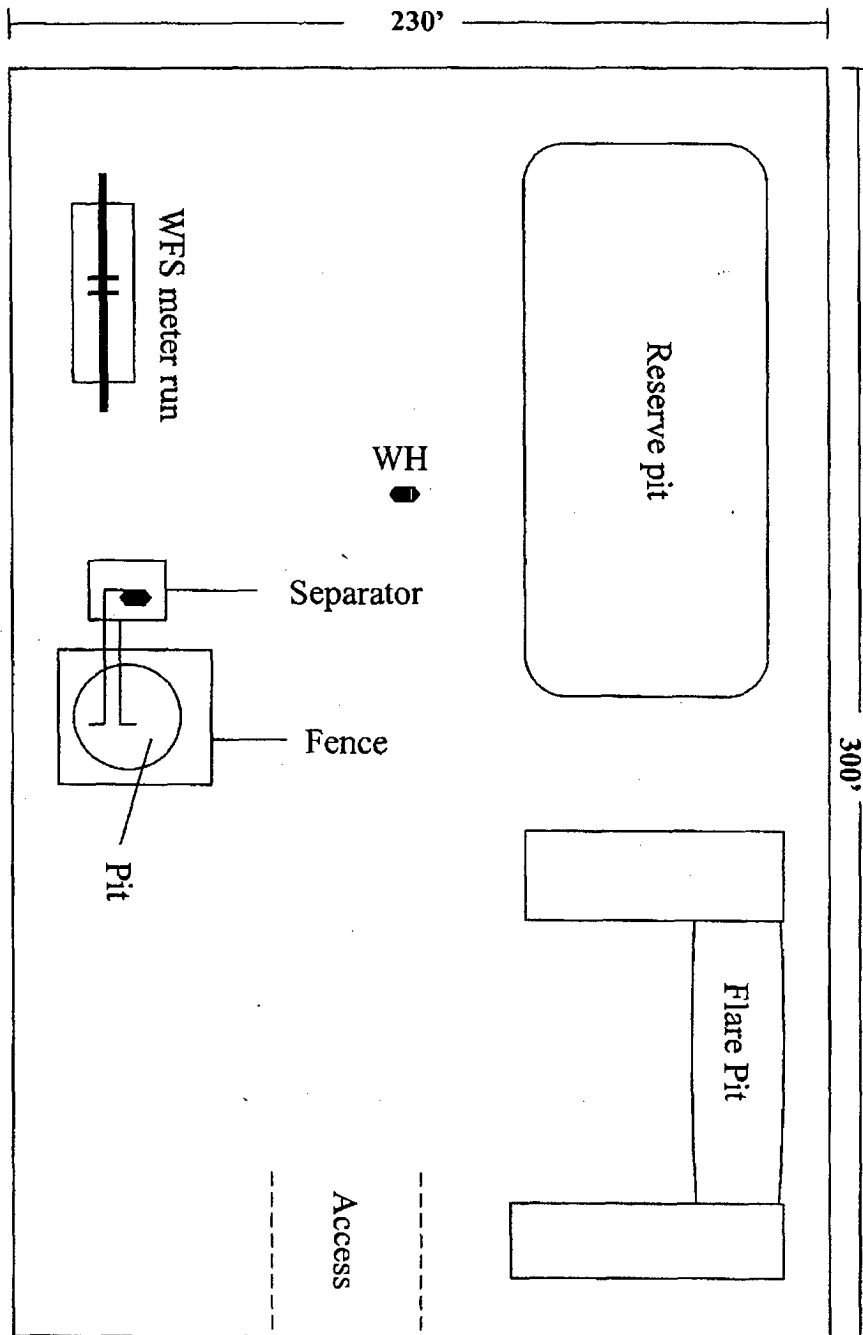 230’
300’
WFS meter run
Reserve pit
WH
Separator
Fence
Pit
Flare Pit
Access